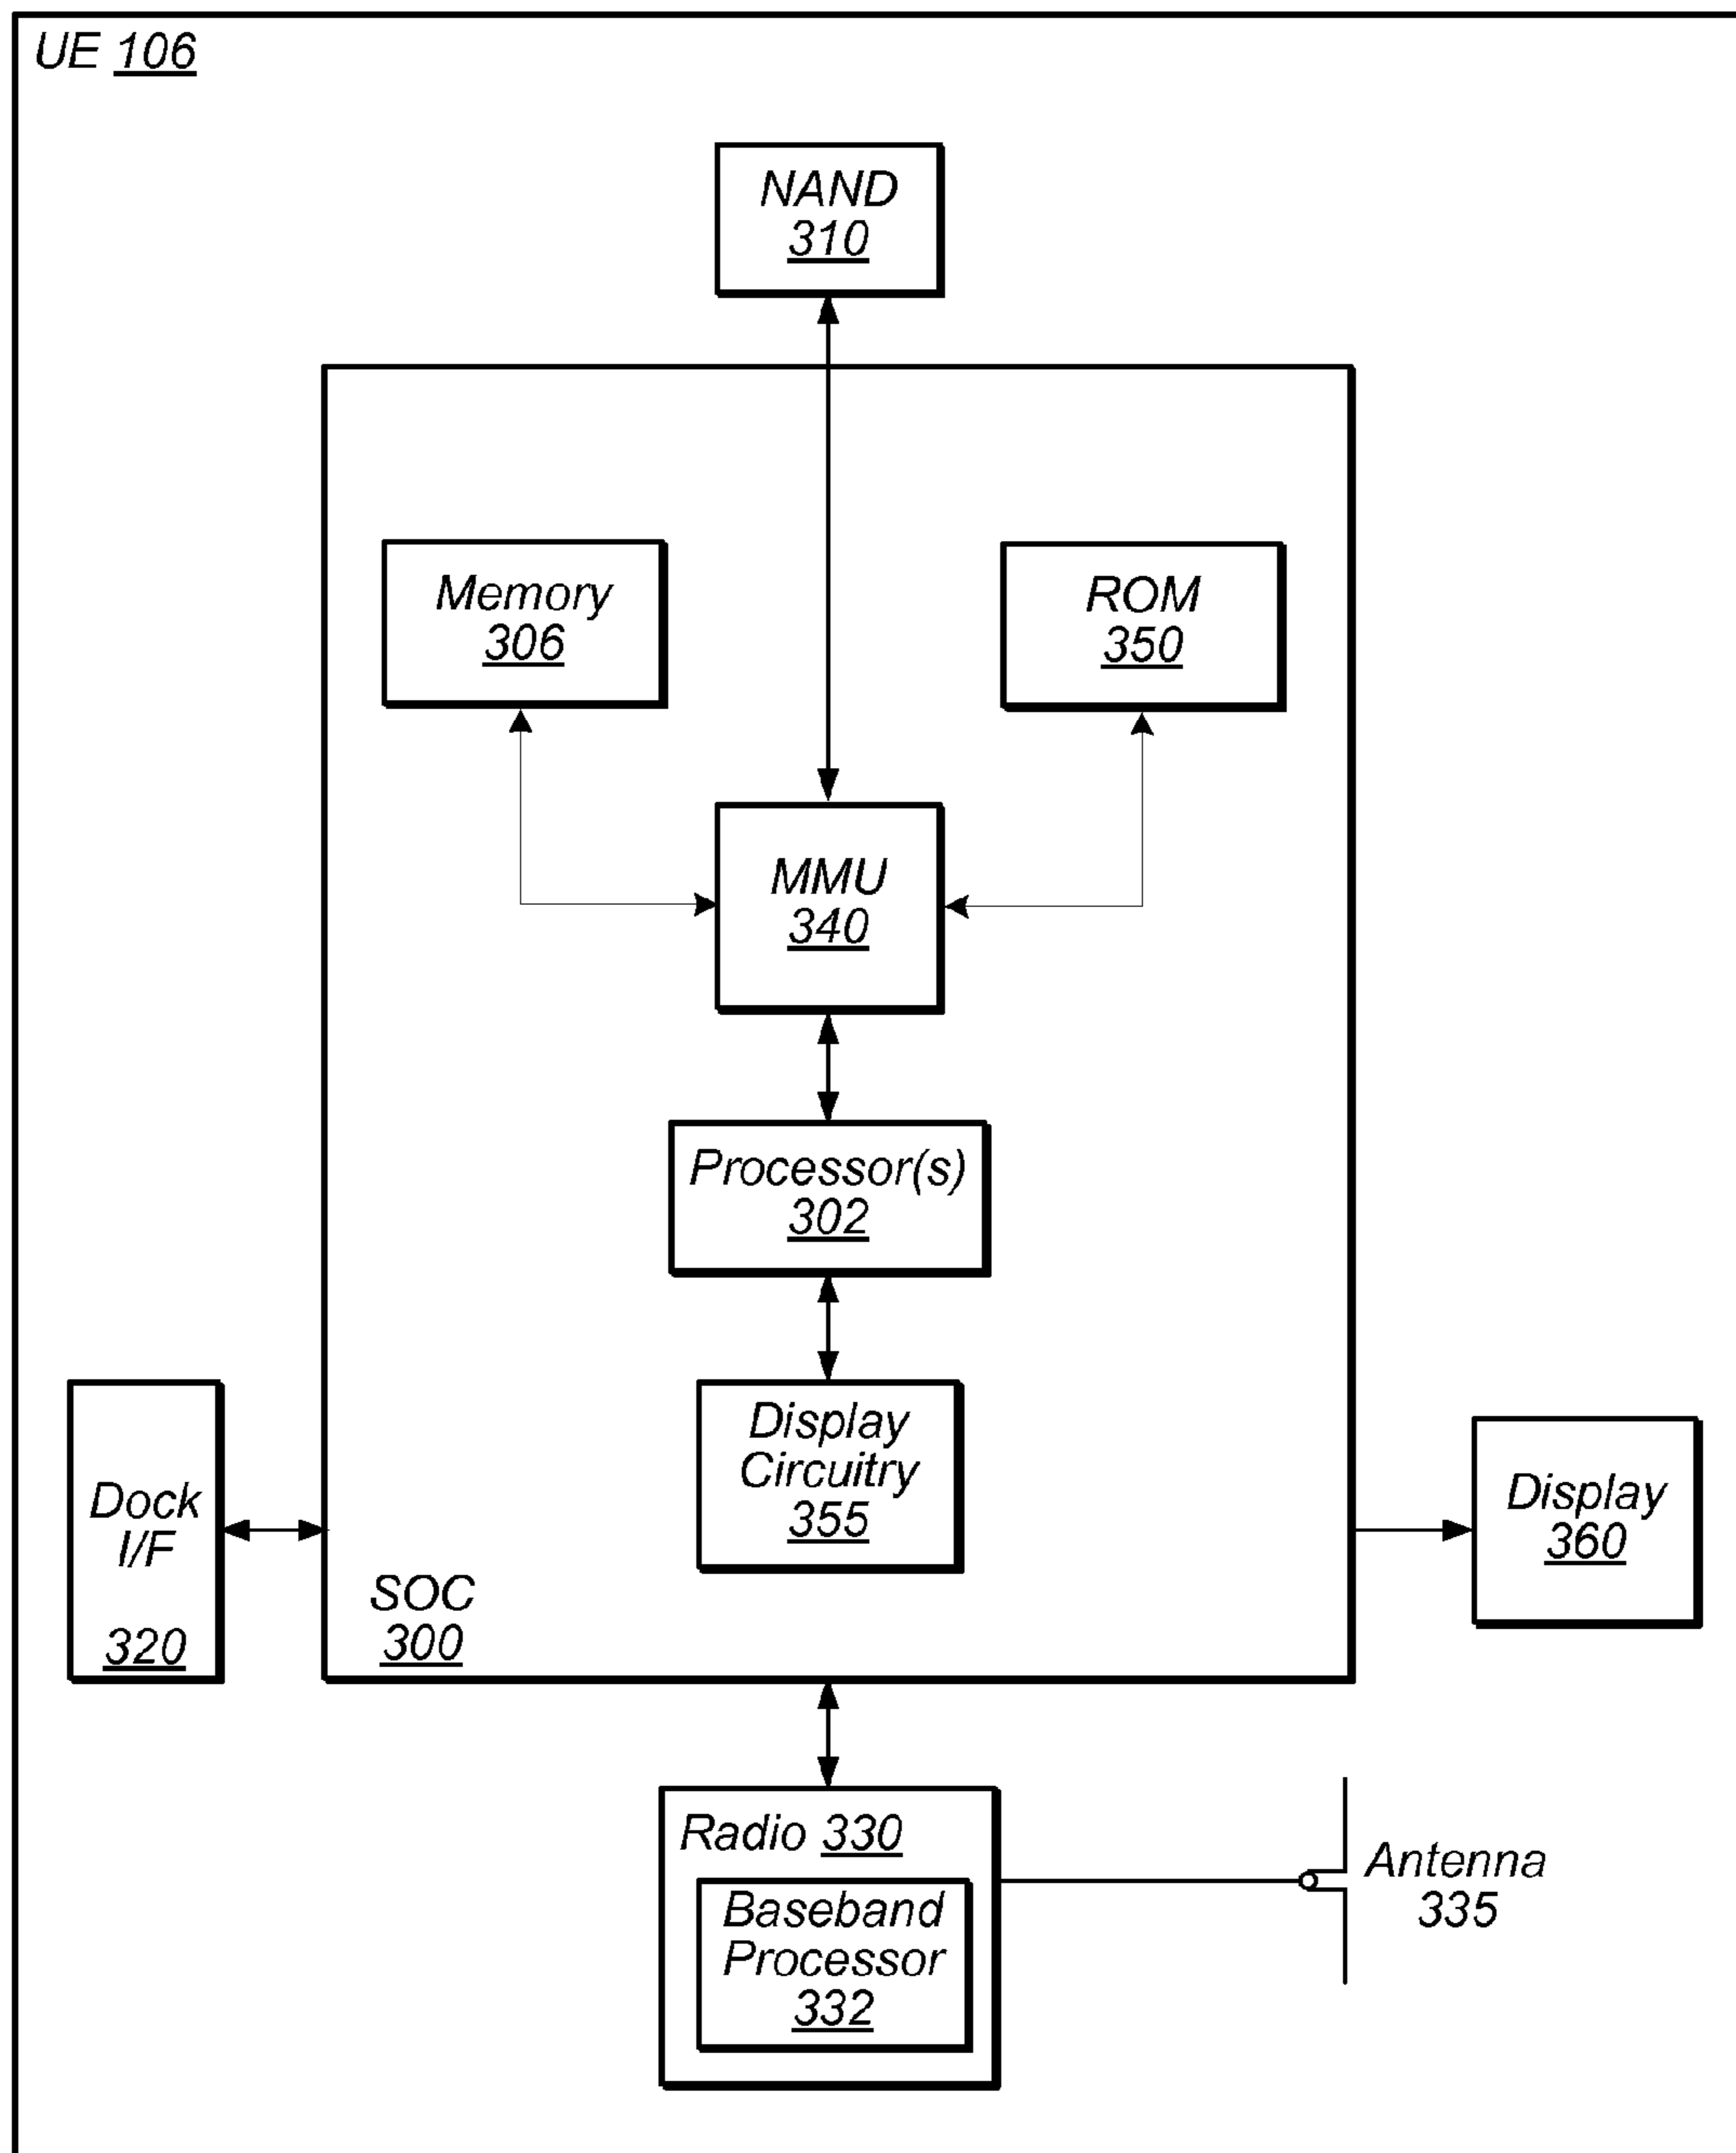 UE 106
NAND
310
Memory
306
ROM
350
MMU
340
Processor(s)
302
Display
Circuitry
355
Dock
I/F
320
SOC
300
Display
360
Radio 330
Baseband
Processor
332
Antenna
335